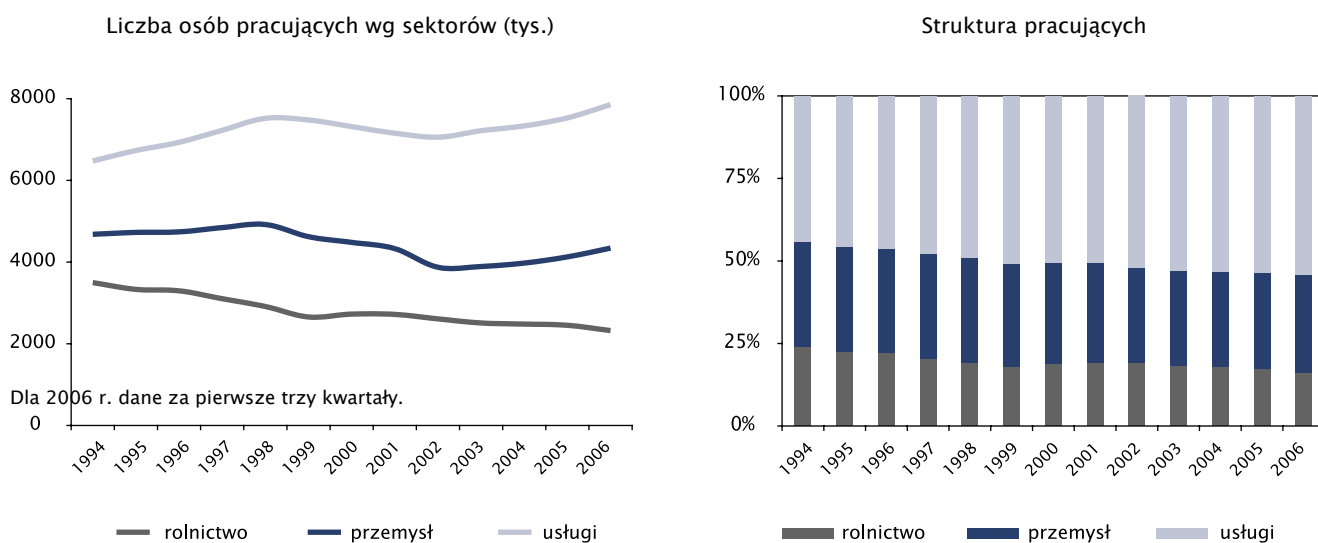 Liczba osób pracujących wg sektorów (tys.)
8000
6000
4000
2000
Dla 2006 r. dane za pierwsze trzy kwartały.
0
1994 1995 1996 1997 1998 1999 2000 2001 2002 2003 2004 2005 2006
rolnictwo przemysł usługi
Struktura pracujących
100%
75%
50%
25%
0%
1994 1995 1996 1997 1998 1999 2000 2001 2002 2003 2004 2005 2006
rolnictwo przemysł usługi